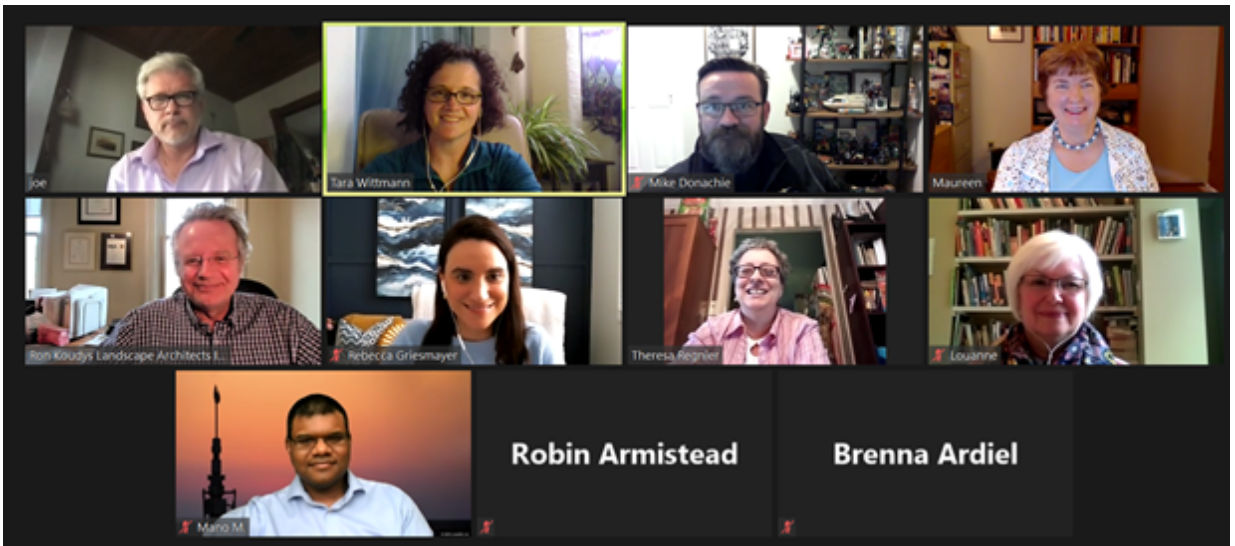 joe
Tara Wittmann
Mike Donachie
Maureen
Ron Koudys Landscape Architects I...
Rebecca Griesmayer
Theresa Regnier
Louanne
Mario M.
Robin Armistead
Brenna Ardiel